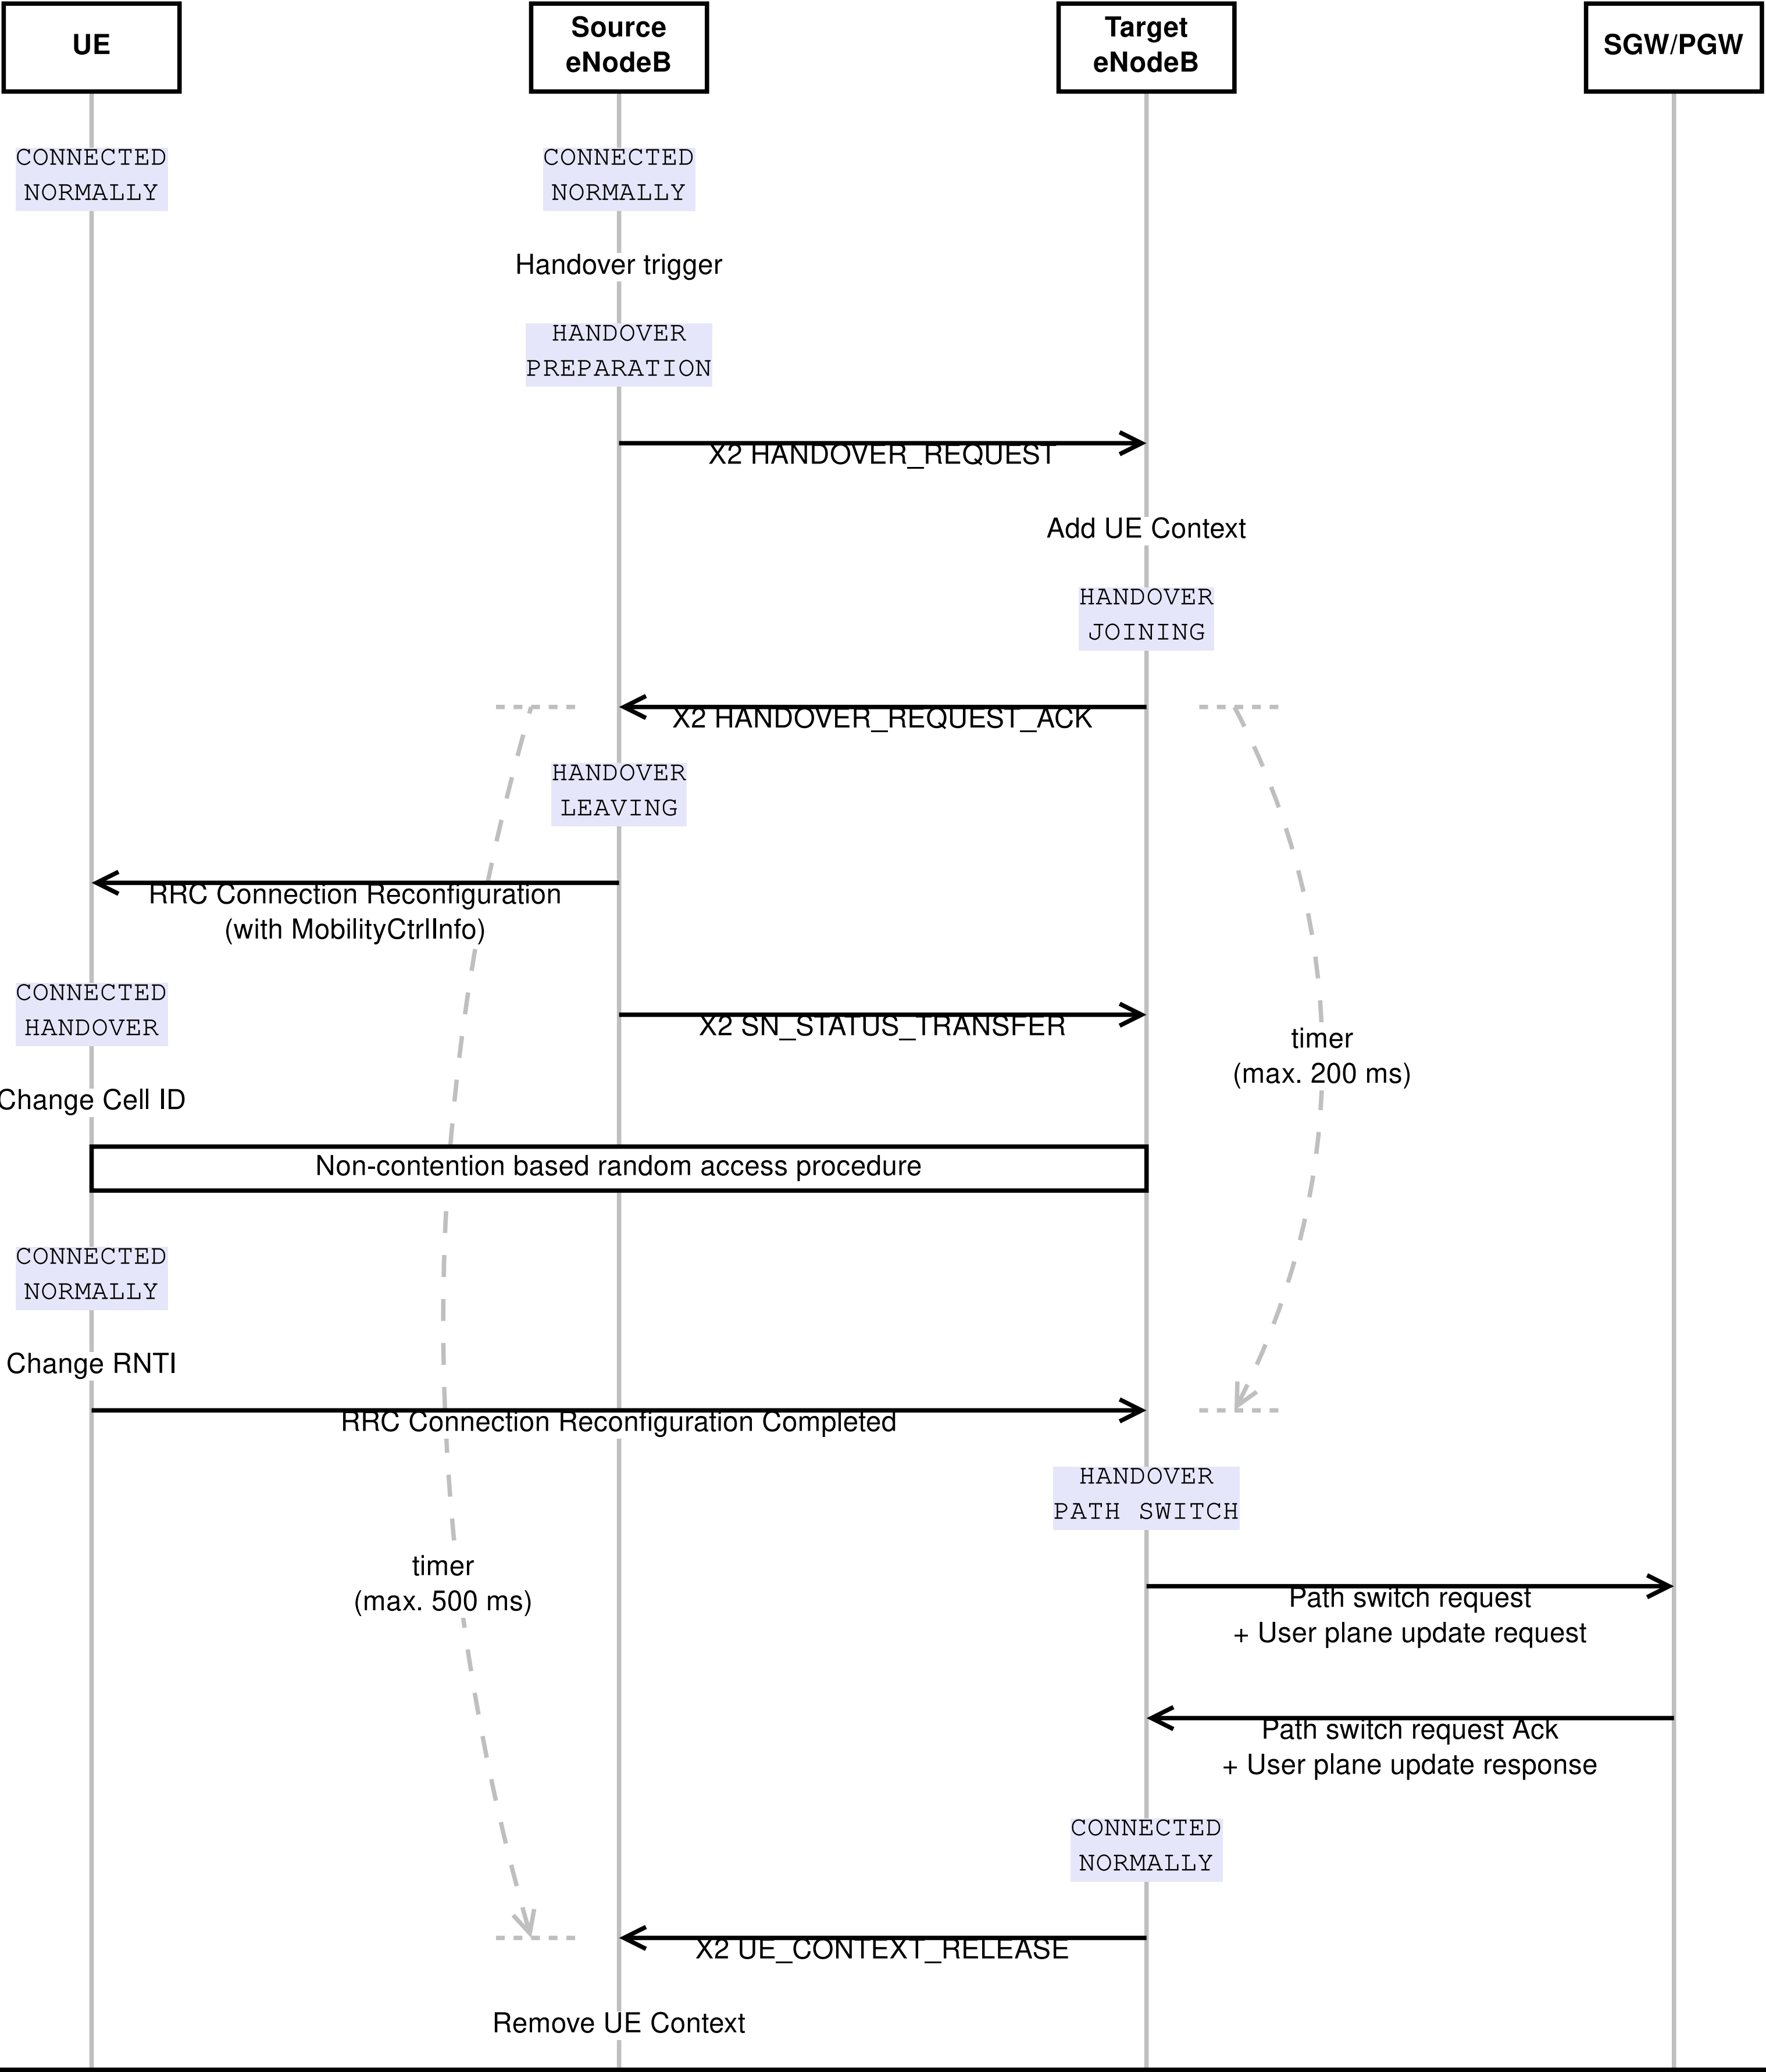 UE
Source
eNodeB
Target
eNodeB
SGW/PGW
CONNECTED
NORMALLY
CONNECTED
NORMALLY
Handover trigger
HANDOVER
PREPARATION
X2 HANDOVER_REQUEST
Add UE Context
HANDOVER
JOINING
X2 HANDOVER_REQUEST_ACK
HANDOVER
LEAVING
RRC Connection Reconfiguration
(with MobilityCtrlInfo)
CONNECTED
HANDOVER
X2 SN_STATUS_TRANSFER
timer
(max. 200 ms)
Change Cell ID
Non-contention based random access procedure
CONNECTED
NORMALLY
Change RNTI
RRC Connection Reconfiguration Completed
HANDOVER
PATH SWITCH
timer
(max. 500 ms)
Path switch request
+ User plane update request
Path switch request Ack
+ User plane update response
CONNECTED
NORMALLY
X2 UE_CONTEXT_RELEASE
Remove UE Context